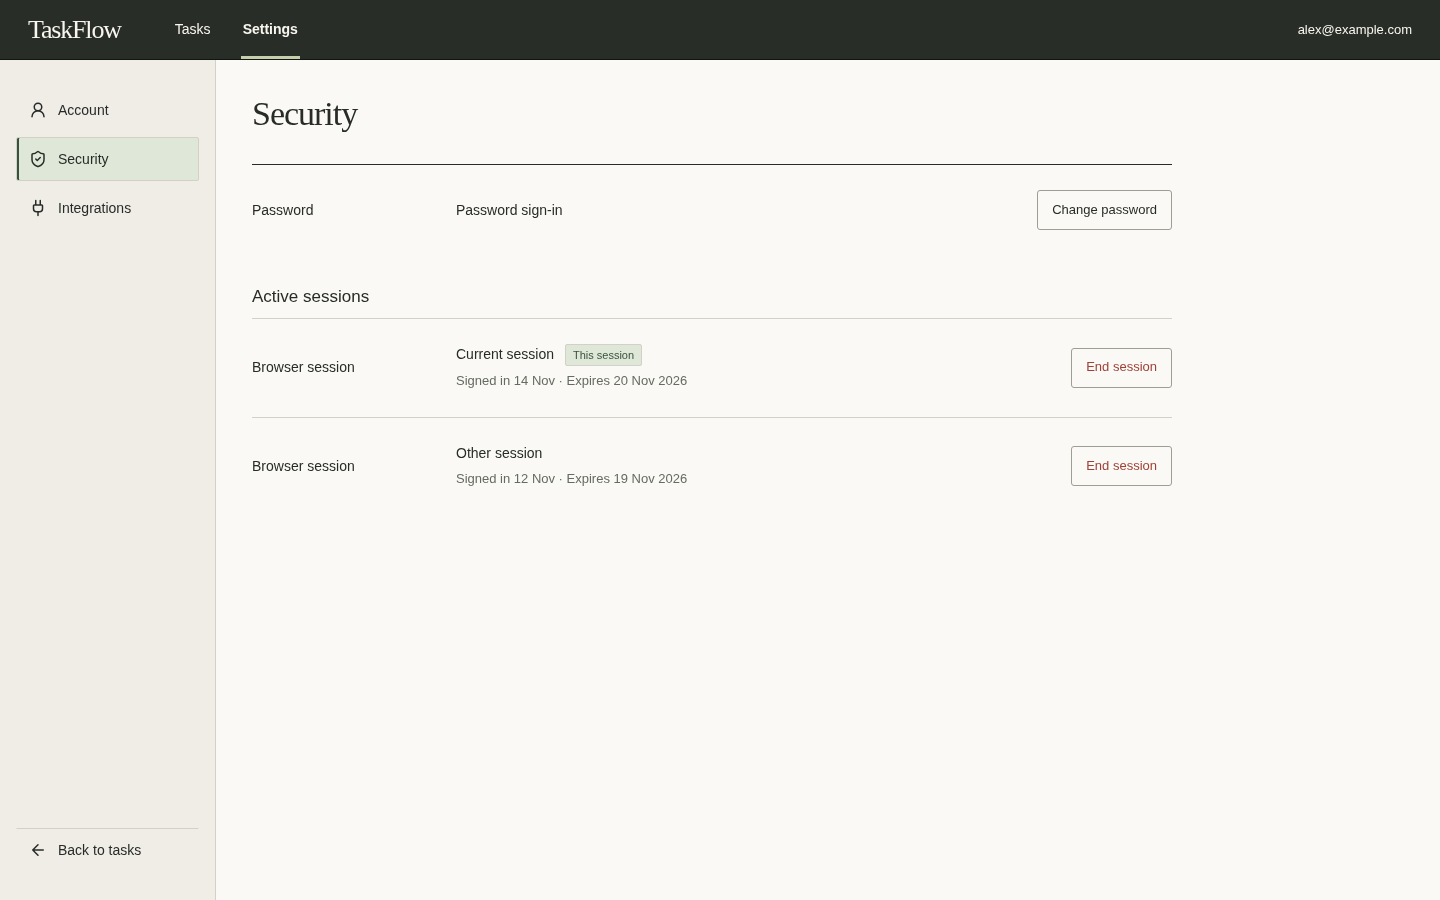 TaskFlow
Tasks
Settings
alex@example.com
Account
Security
Integrations
Back to tasks
Security
Password
Password sign-in
Change password
Active sessions
Browser session
Current session
This session
Signed in 14 Nov · Expires 20 Nov 2026
End session
Browser session
Other session
Signed in 12 Nov · Expires 19 Nov 2026
End session